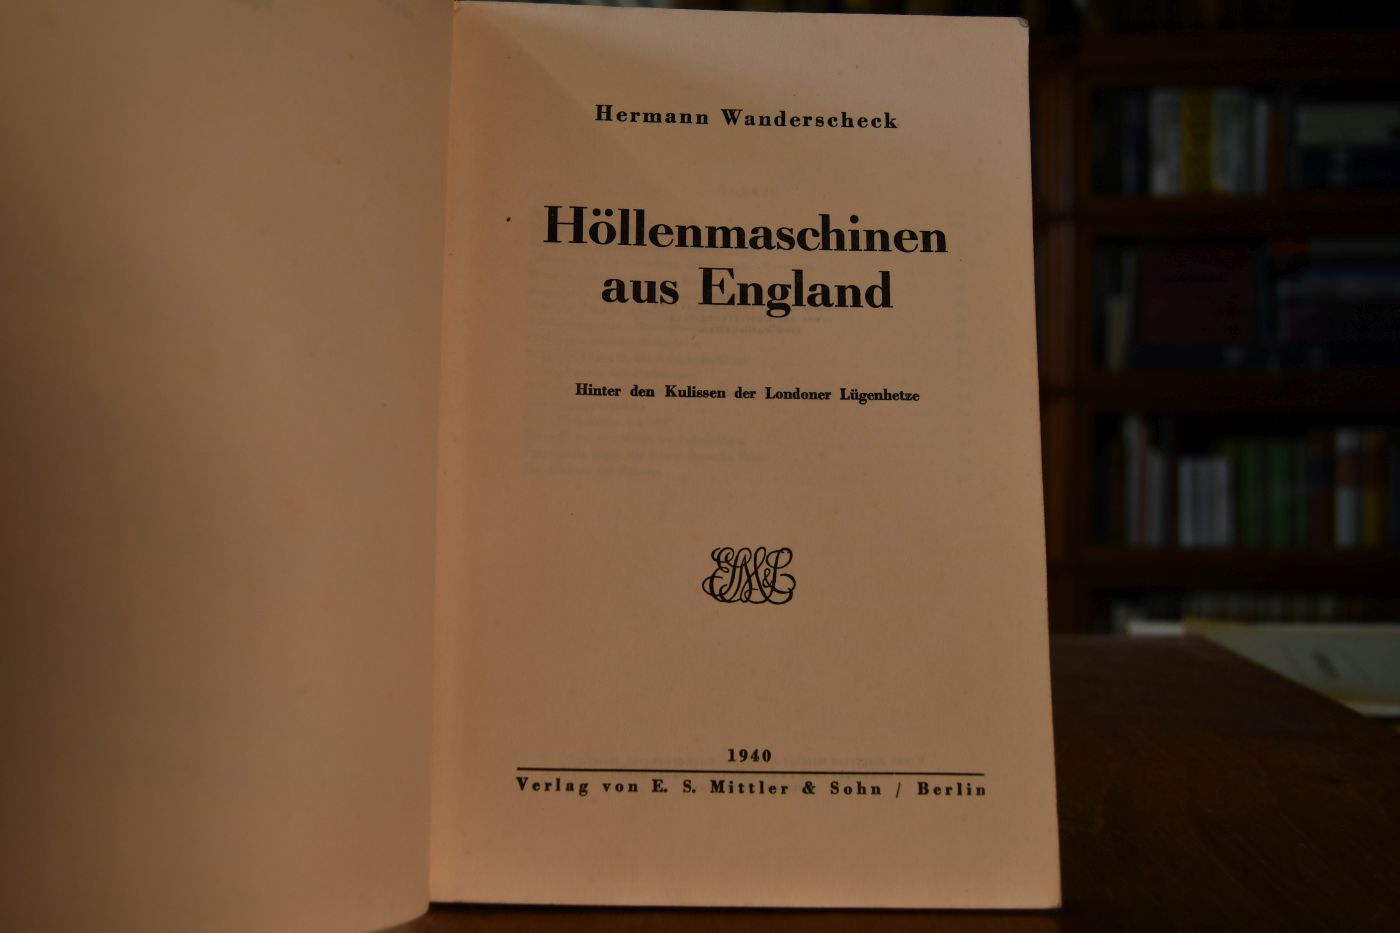 Hermann Wanderscheck
Höllenmaschinen
aus England
Hinter den Kulissen der Londoner Lügenhetze
1940
Verlag von E. S. Mittler & Sohn / Berlin